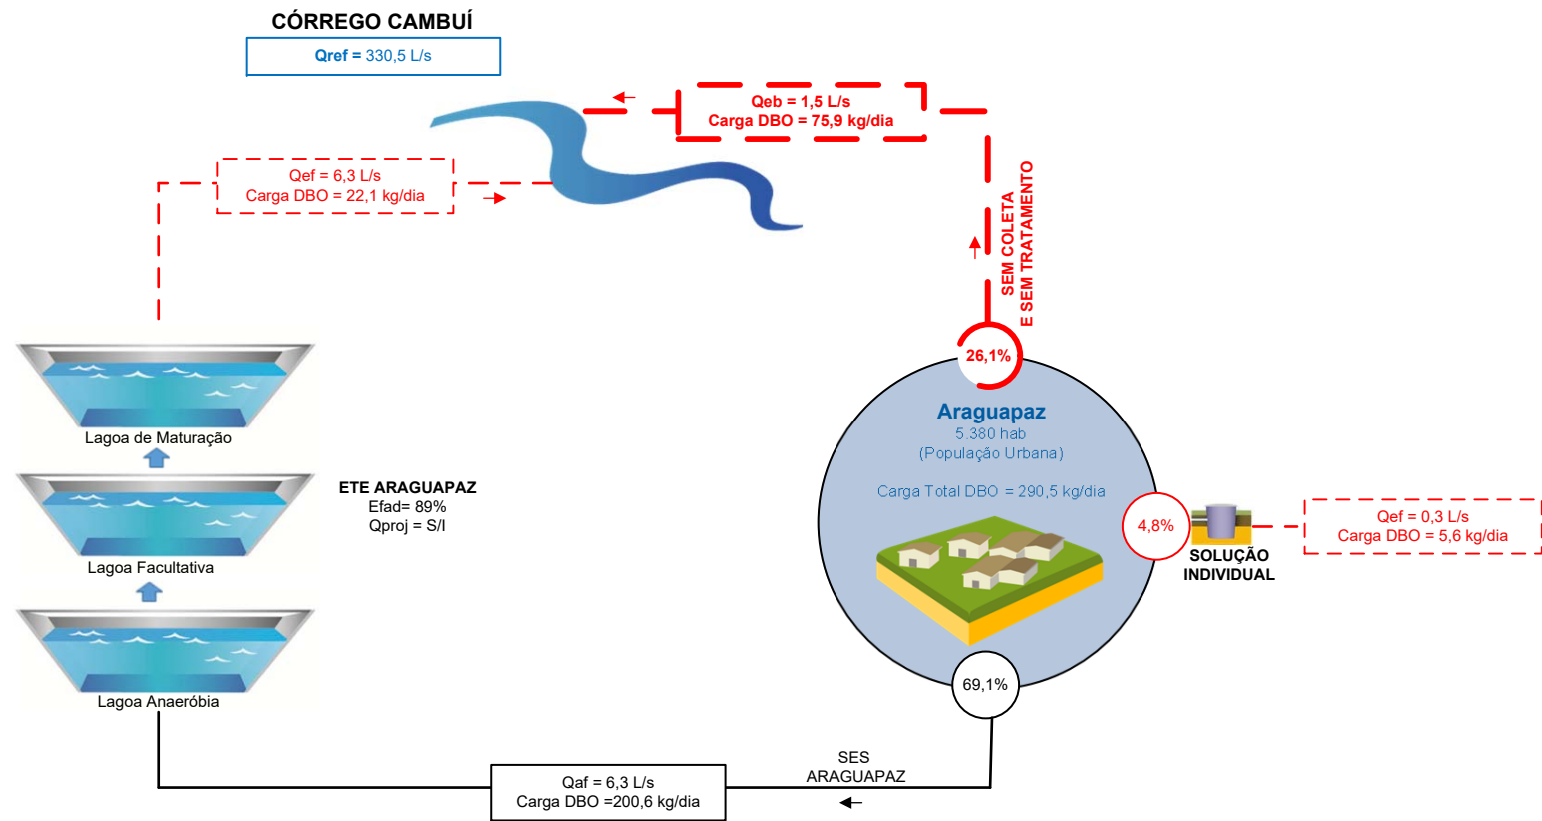 CÓRREGO CAMBUÍ
Qref = 330,5 L/s
Qeb = 1,5 L/s
Carga DBO = 75,9 kg/dia
Qef = 6,3 L/s
Carga DBO = 22,1 kg/dia
SEM COLETA
E SEM TRATAMENTO
26,1%
Araguapaz
5.380 hab
(População Urbana)
Carga Total DBO = 290,5 kg/dia
4,8%
SOLUÇÃO
INDIVIDUAL
Qef = 0,3 L/s
Carga DBO = 5,6 kg/dia
69,1%
Lagoa de Maturação
ETE ARAGUAPAZ
Efad= 89%
Qproj = S/I
Lagoa Facultativa
Lagoa Anaeróbia
SES
ARAGUAPAZ
Qaf = 6,3 L/s
Carga DBO =200,6 kg/dia